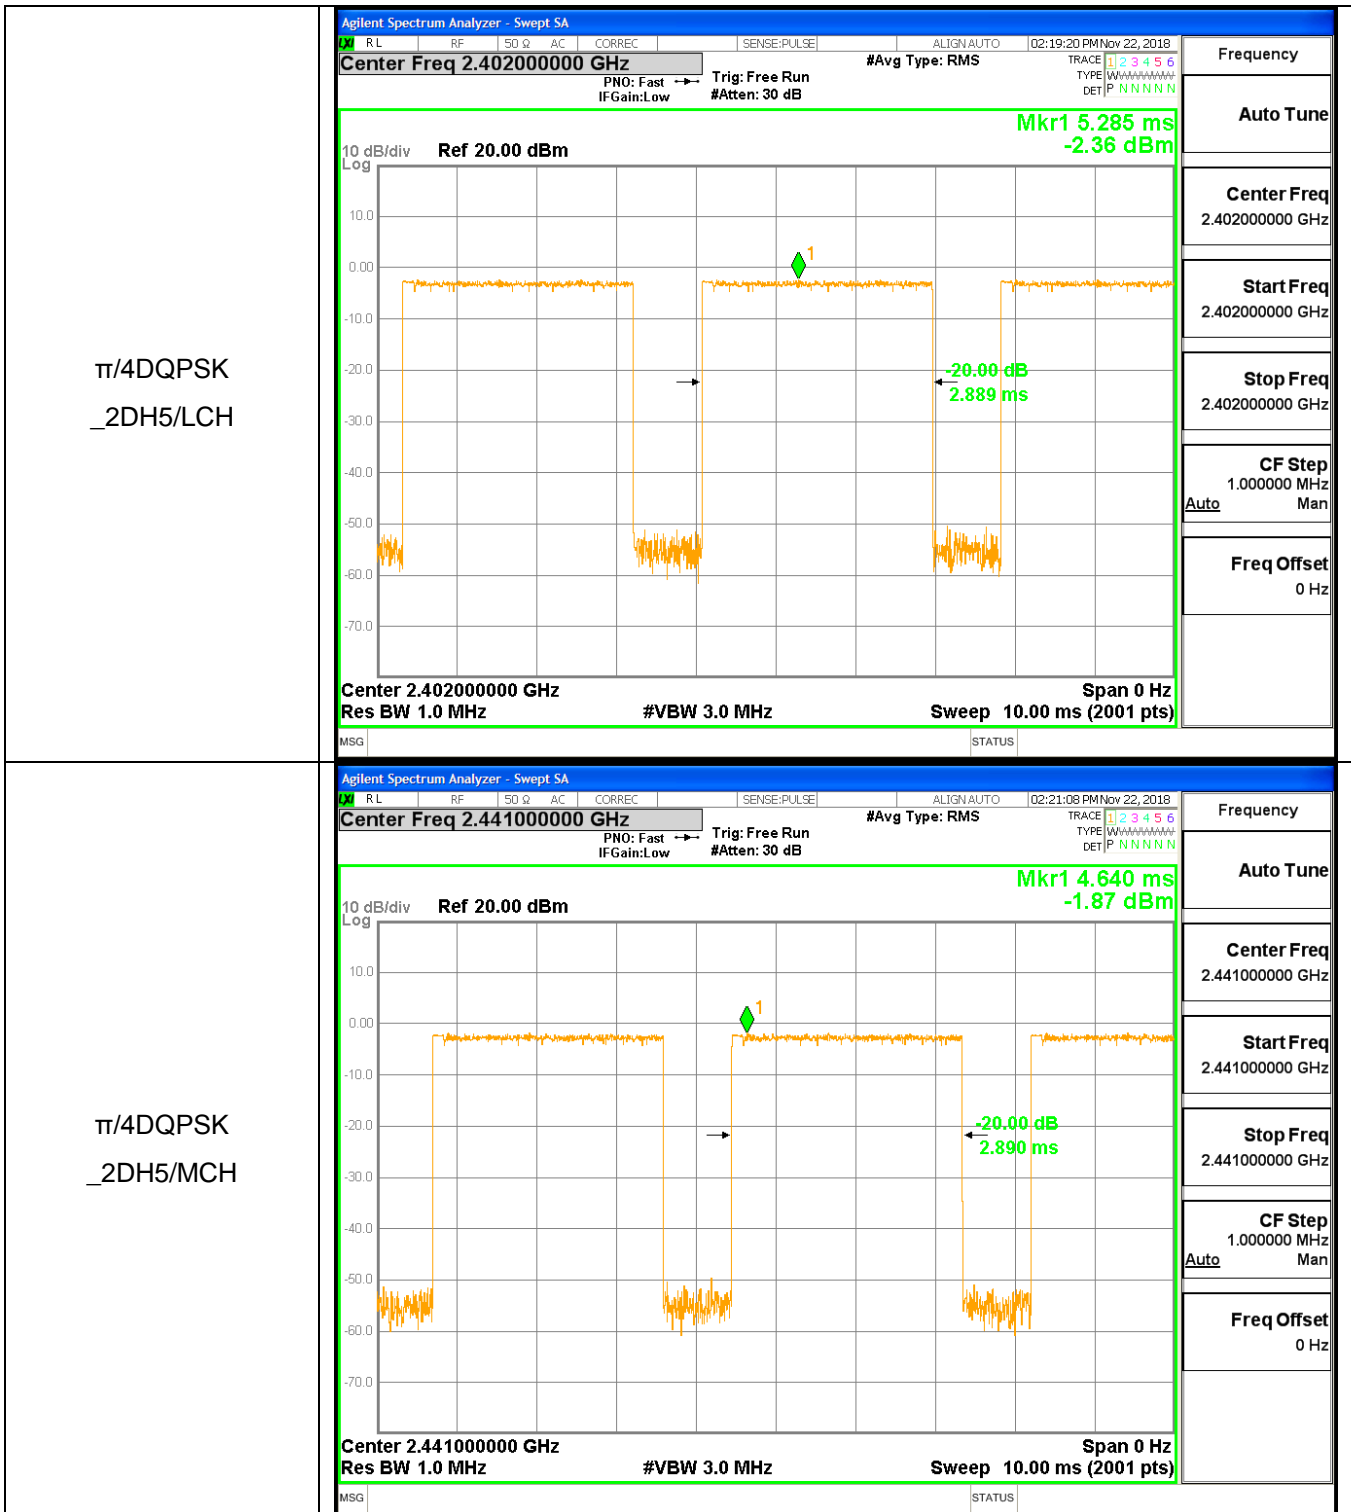 π/4DQPSK
_2DH5/LCH
Agilent Spectrum Analyzer - Swept SA
LXI RL RF 50 Ω AC CORREC SENSE:PULSE ALIGN AUTO 02:19:20 PM Nov 22, 2018
Center Freq 2.402000000 GHz
#Avg Type: RMS
TRACE 1 2 3 4 5 6
PNO: Fast Trig: Free Run
TYPE
IFGain:Low #Atten: 30 dB
DET P N N N N N
Mkr1 5.285 ms
-2.36 dBm
10 dB/div Ref 20.00 dBm
Log
10.0
0.00
-10.0
-20.0
-30.0
-40.0
-50.0
-60.0
-70.0
1
-20.00 dB
2.889 ms
Center 2.402000000 GHz Span 0 Hz
Res BW 1.0 MHz #VBW 3.0 MHz Sweep 10.00 ms (2001 pts)
MSG STATUS
Frequency
Auto Tune
Center Freq
2.402000000 GHz
Start Freq
2.402000000 GHz
Stop Freq
2.402000000 GHz
CF Step
1.000000 MHz
Auto Man
Freq Offset
0 Hz
π/4DQPSK
_2DH5/MCH
Agilent Spectrum Analyzer - Swept SA
LXI RL RF 50 Ω AC CORREC SENSE:PULSE ALIGN AUTO 02:21:08 PM Nov 22, 2018
Center Freq 2.441000000 GHz
#Avg Type: RMS
TRACE 1 2 3 4 5 6
PNO: Fast Trig: Free Run
TYPE
IFGain:Low #Atten: 30 dB
DET P N N N N N
Mkr1 4.640 ms
-1.87 dBm
10 dB/div Ref 20.00 dBm
Log
10.0
0.00
-10.0
-20.0
-30.0
-40.0
-50.0
-60.0
-70.0
1
-20.00 dB
2.890 ms
Center 2.441000000 GHz Span 0 Hz
Res BW 1.0 MHz #VBW 3.0 MHz Sweep 10.00 ms (2001 pts)
MSG STATUS
Frequency
Auto Tune
Center Freq
2.441000000 GHz
Start Freq
2.441000000 GHz
Stop Freq
2.441000000 GHz
CF Step
1.000000 MHz
Auto Man
Freq Offset
0 Hz